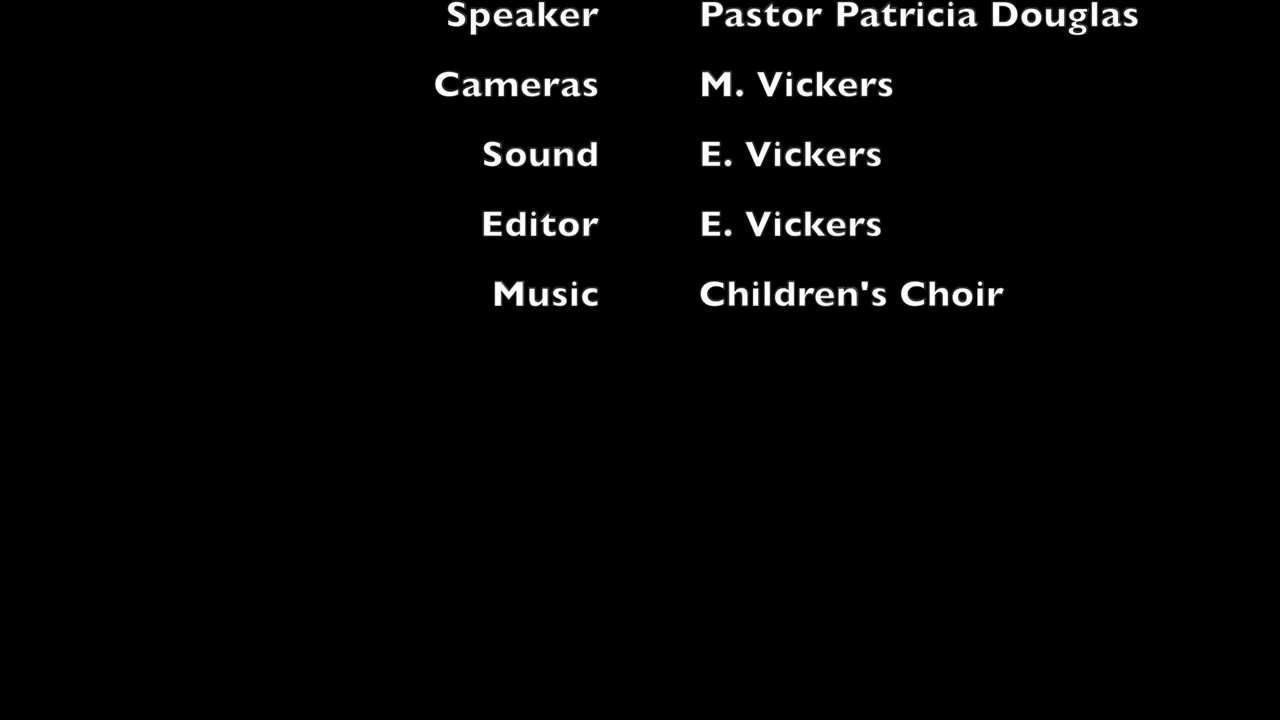 Speaker Pastor Patricia Douglas
Cameras M. Vickers
Sound E. Vickers
Editor E. Vickers
Music Children's Choir